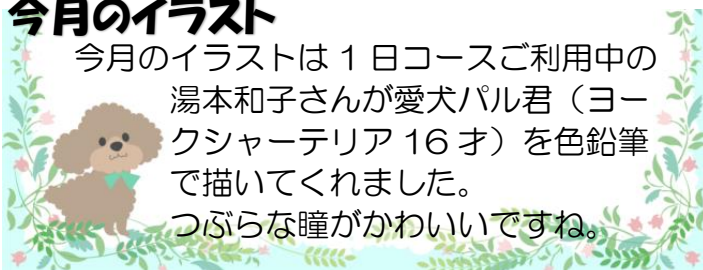 今月のイラスト
今月のイラストは 1 日コースご利用中の
湯本和子さんが愛犬パル君（ヨー
クシャーテリア 16 才）を色鉛筆
で描いてくれました。
つぶらな瞳がかわいいですね。